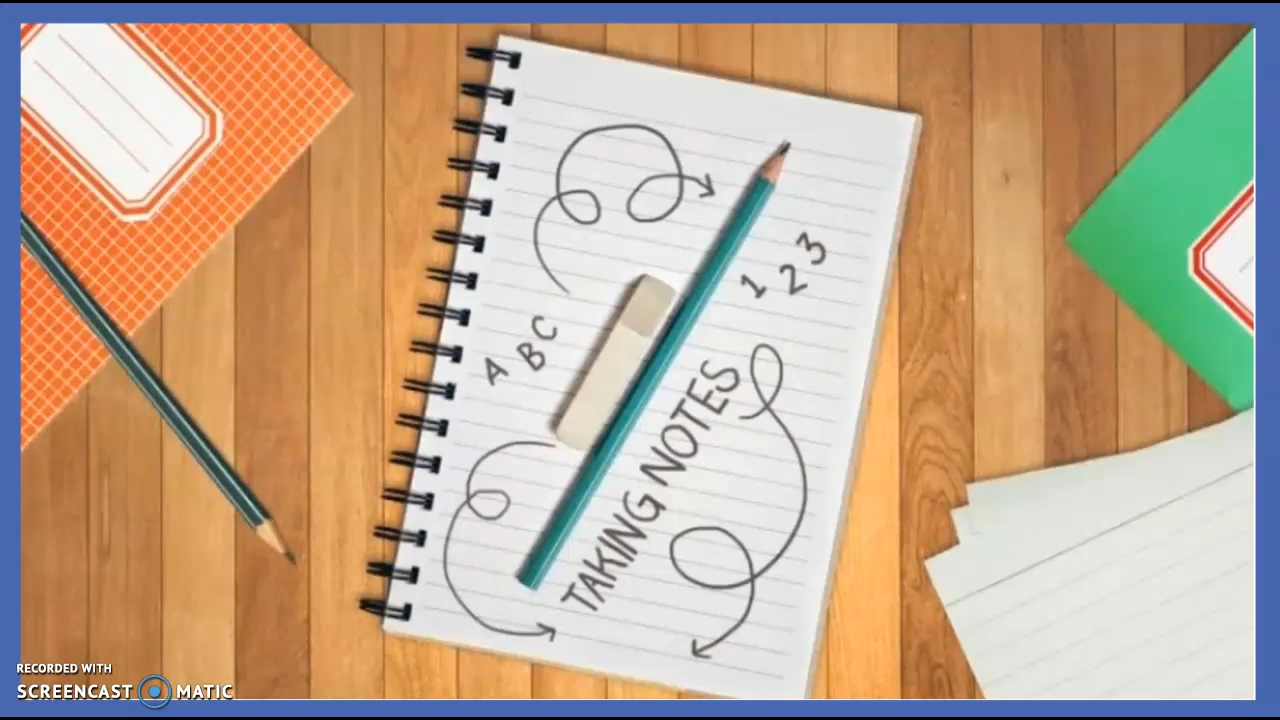 1 2 3
A B C
TAKING NOTES
RECORDED WITH
SCREENCAST MATIC